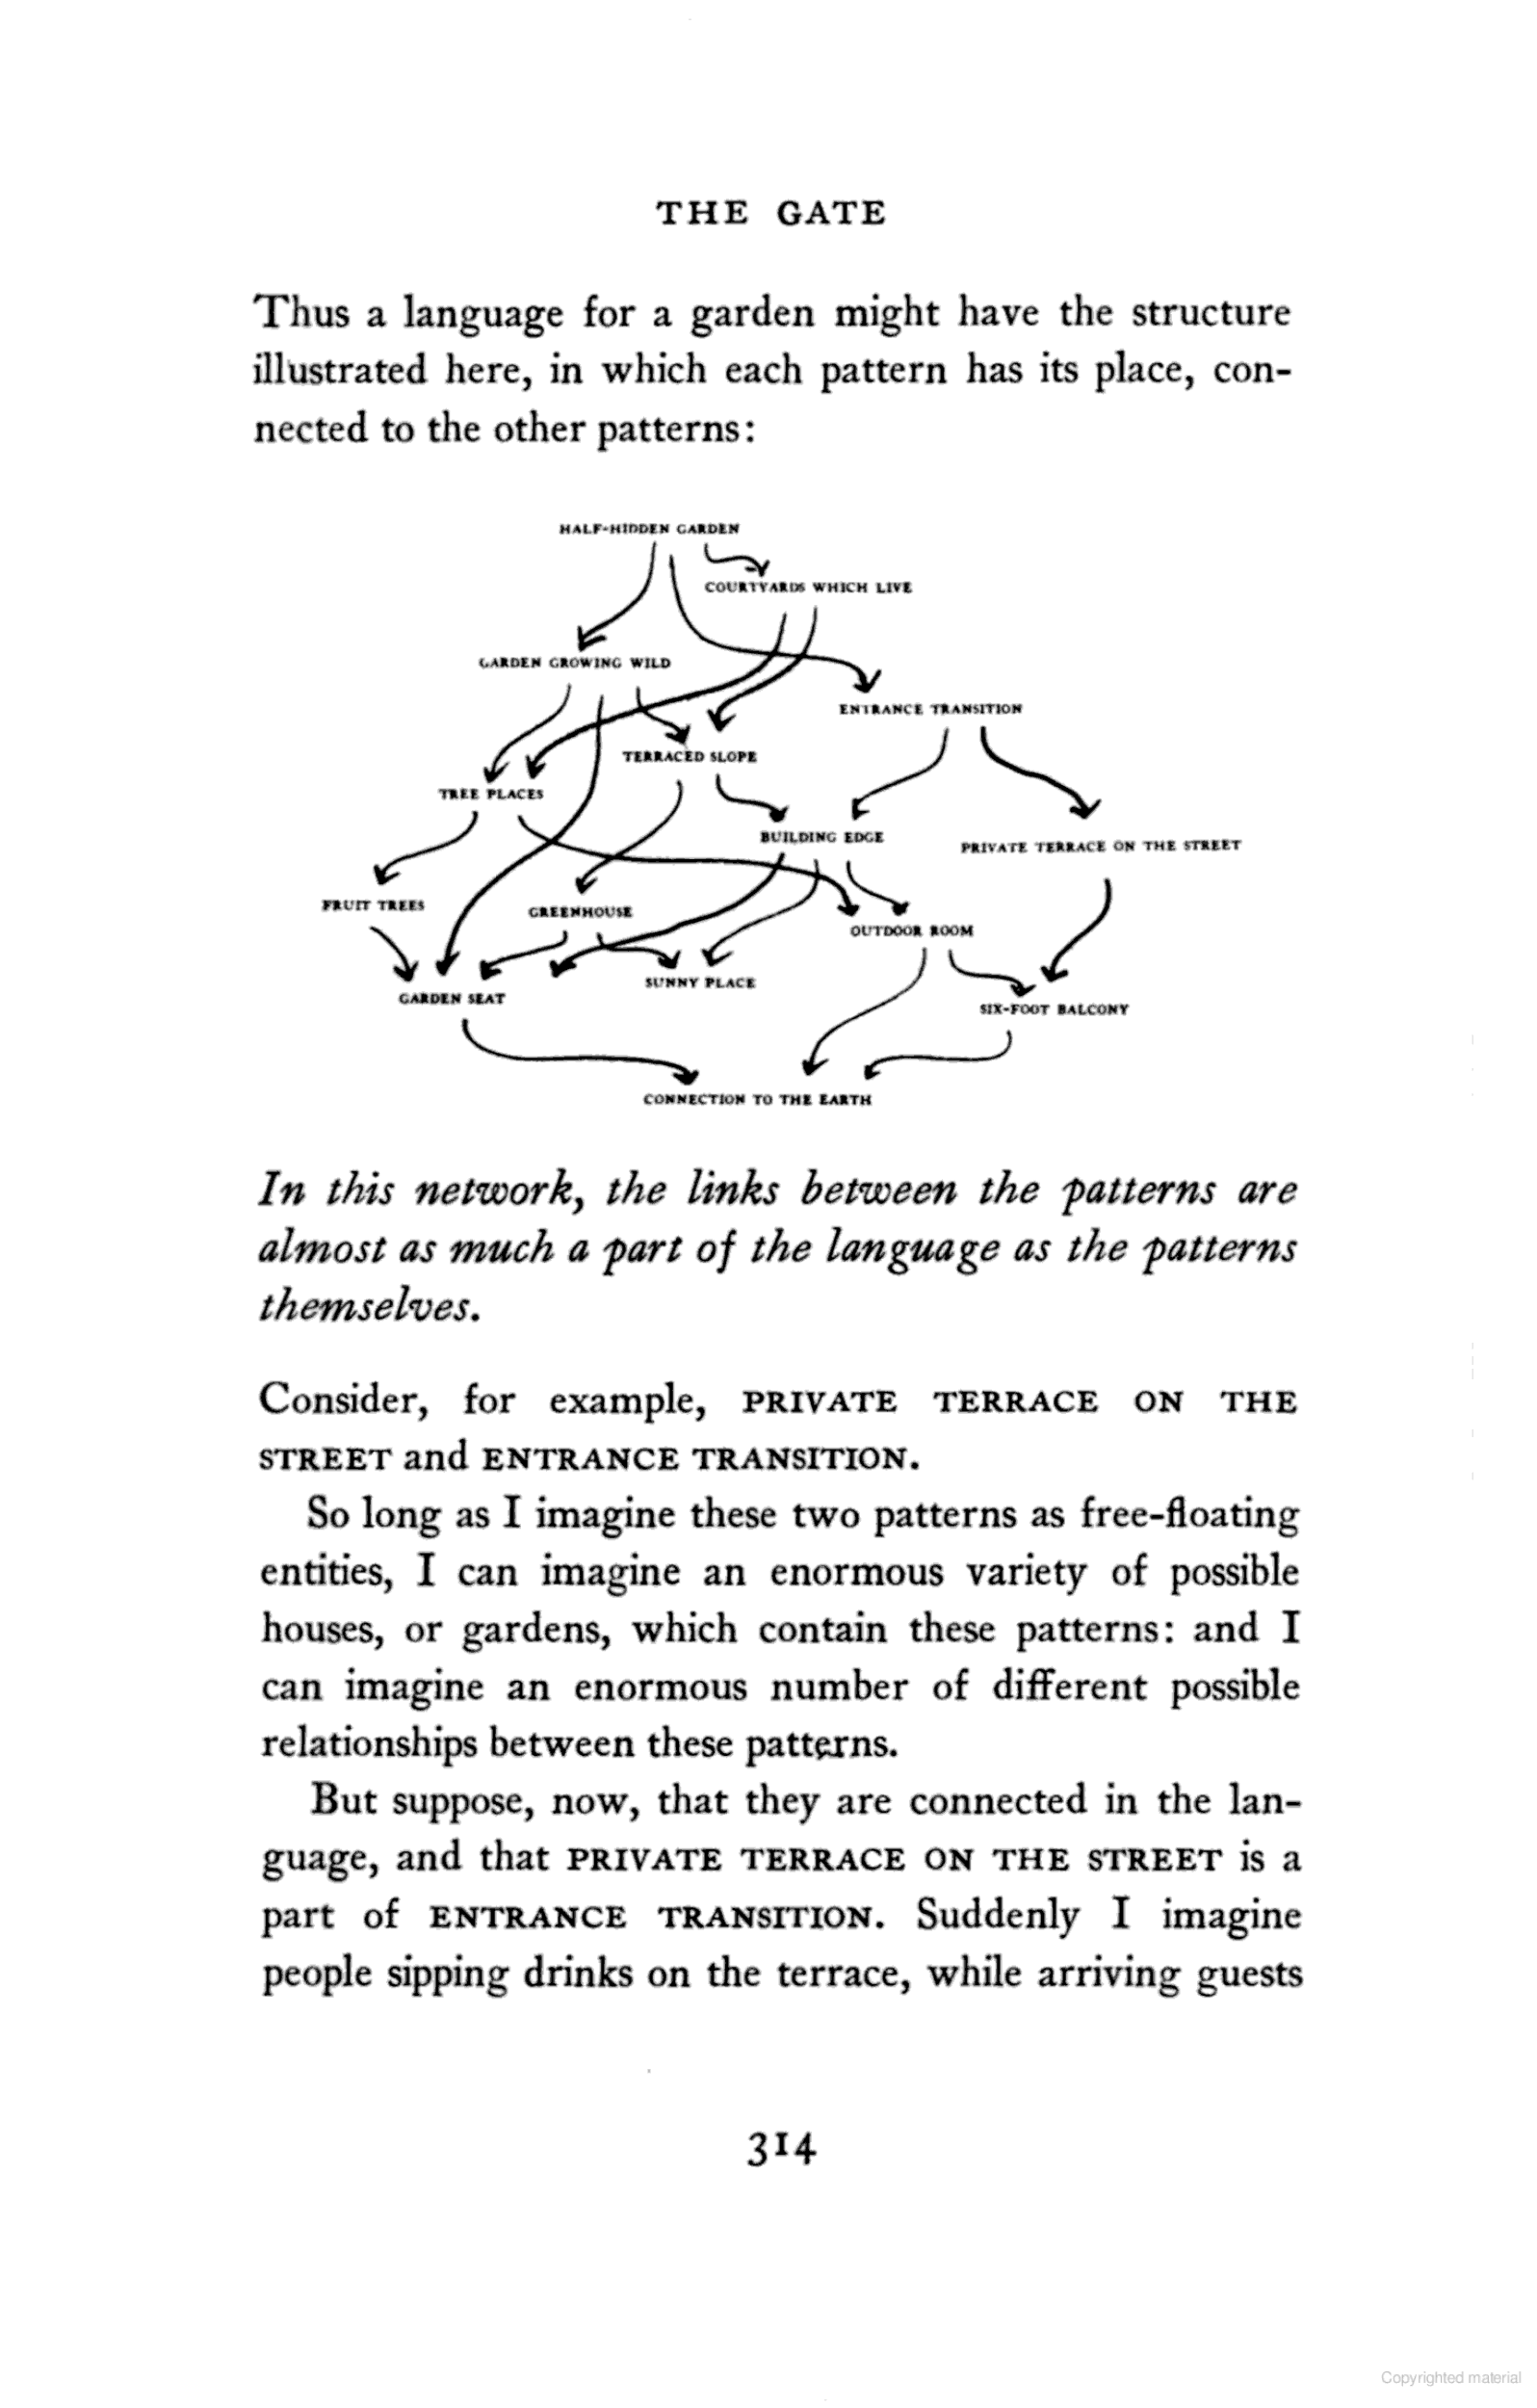 THE GATE
Thus a language for a garden might have the structure
illustrated here, in which each pattern has its place, con-
nected to the other patterns:
HALF-HIDDEN GARDEN
COURTYARDS WHICH LIVE
GARDEN GROWING WILD
ENTRANCE TRANSITION
TERRACED SLOPE
TREE PLACES
BUILDING EDGE
PRIVATE TERRACE ON THE STREET
FRUIT TREES
GREENHOUSE
OUTDOOR ROOM
SUNNY PLACE
GARDEN SEAT
SIX-FOOT BALCONY
CONNECTION TO THE EARTH
In this network, the links between the patterns are
almost as much a part of the language as the patterns
themselves.
Consider, for example, PRIVATE TERRACE ON THE
STREET and ENTRANCE TRANSITION.
So long as I imagine these two patterns as free-floating
entities, I can imagine an enormous variety of possible
houses, or gardens, which contain these patterns: and I
can imagine an enormous number of different possible
relationships between these patterns.
But suppose, now, that they are connected in the lan-
guage, and that PRIVATE TERRACE ON THE STREET is a
part of ENTRANCE TRANSITION. Suddenly I imagine
people sipping drinks on the terrace, while arriving guests
314
Copyrighted material